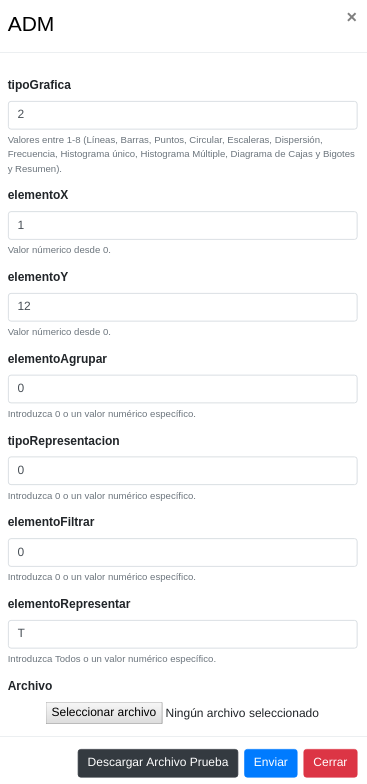 ADM
×
tipoGrafica
2
Valores entre 1-8 (Líneas, Barras, Puntos, Circular, Escaleras, Dispersión,
Frecuencia, Histograma único, Histograma Múltiple, Diagrama de Cajas y Bigotes
y Resumen).
elementoX
1
Valor númerico desde 0.
elementoY
12
Valor númerico desde 0.
elementoAgrupar
0
Introduzca 0 o un valor numérico específico.
tipoRepresentacion
0
Introduzca 0 o un valor numérico específico.
elementoFiltrar
0
Introduzca 0 o un valor numérico específico.
elementoRepresentar
T
Introduzca Todos o un valor numérico específico.
Archivo
Seleccionar archivo Ningún archivo seleccionado
Descargar Archivo Prueba Enviar Cerrar